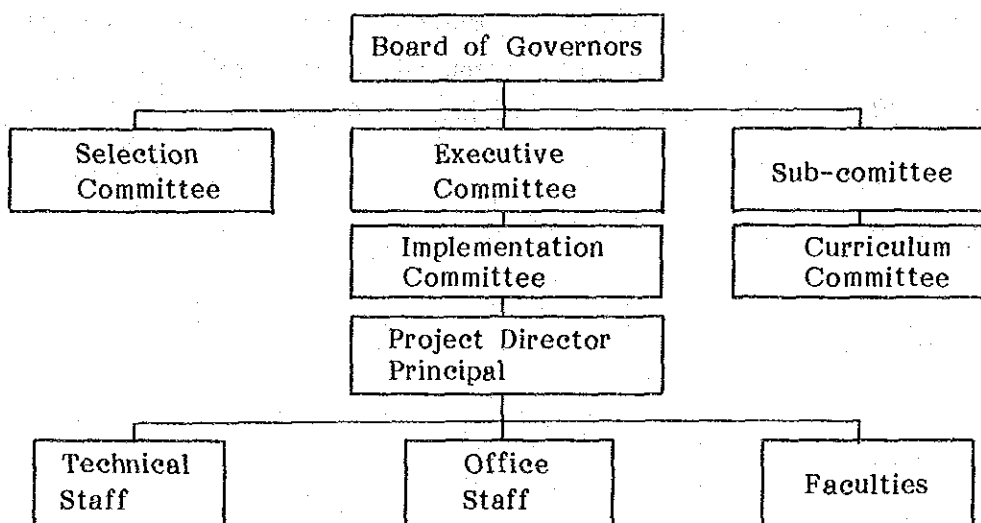 Board of Governors
Selection
Committee
Executive
Committee
Sub-comittee
Implementation
Committee
Curriculum
Committee
Project Director
Principal
Technical
Staff
Office
Staff
Faculties